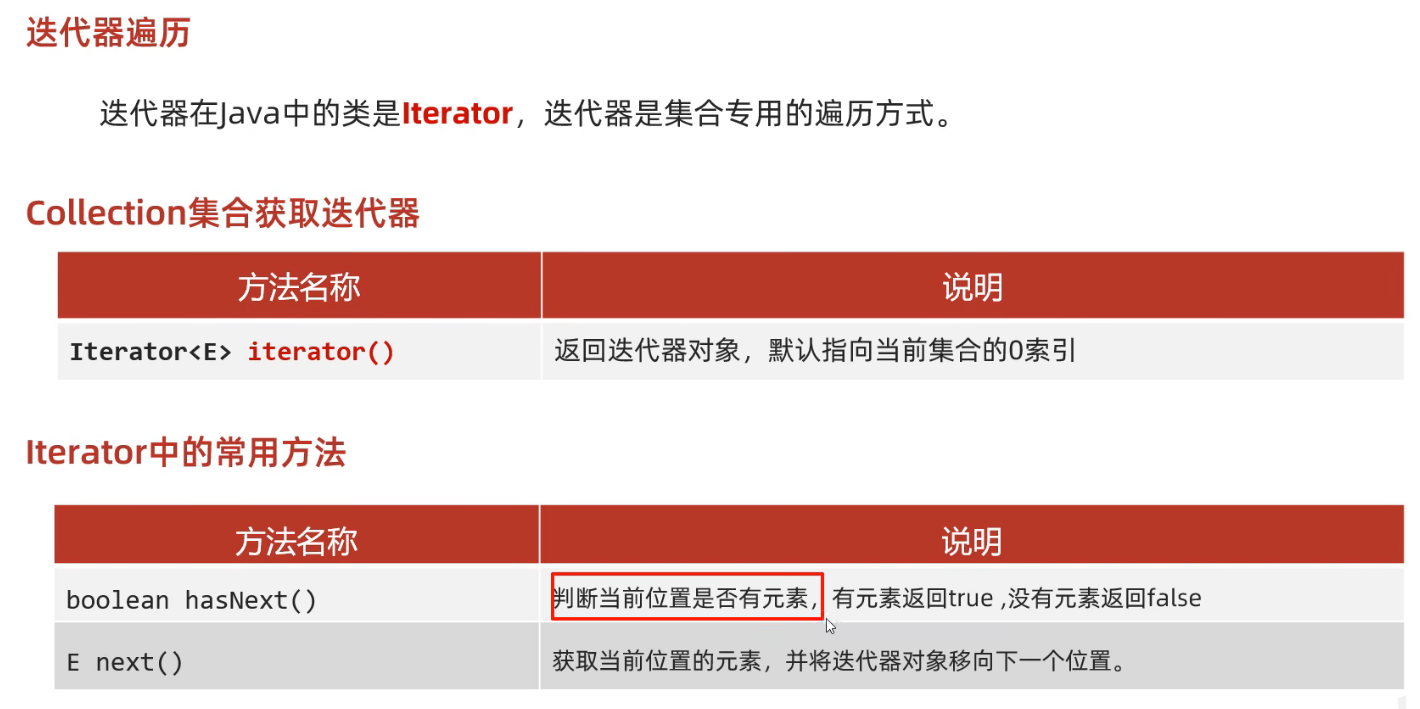 迭代器遍历
迭代器在Java中的类是Iterator，迭代器是集合专用的遍历方式。
Collection集合获取迭代器
方法名称 说明
Iterator<E> iterator() 返回迭代器对象，默认指向当前集合的0索引
Iterator中的常用方法
方法名称 说明
boolean hasNext() 判断当前位置是否有元素，有元素返回true ,没有元素返回false
E next() 获取当前位置的元素，并将迭代器对象移向下一个位置。